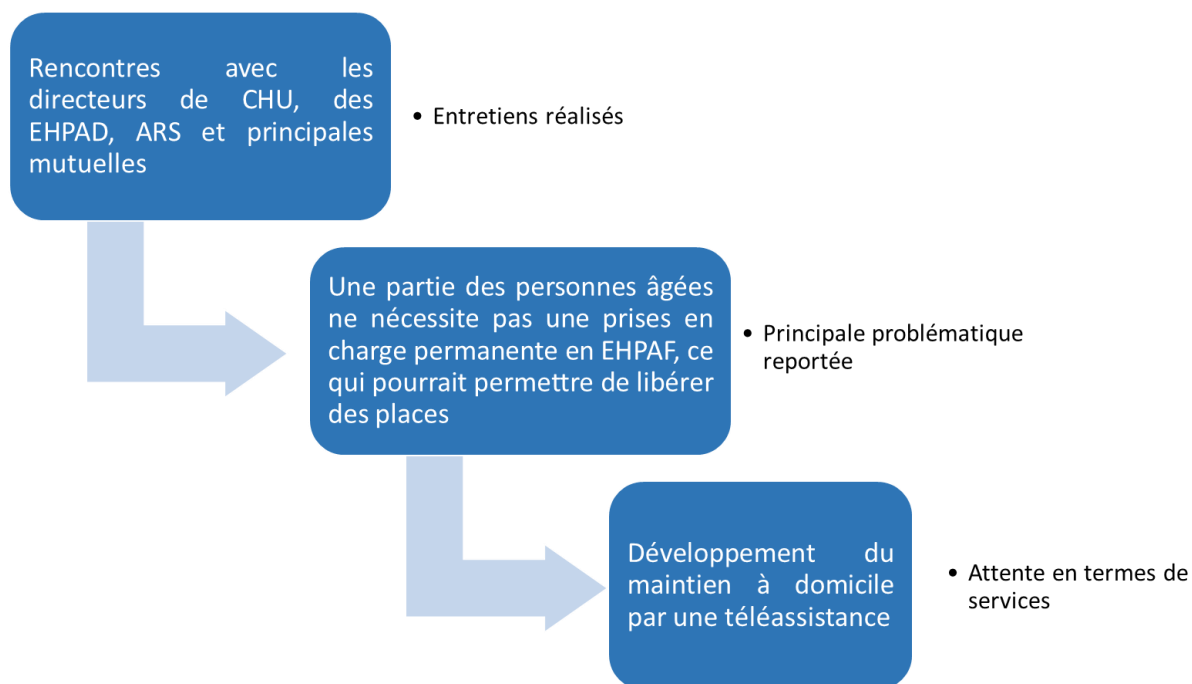 Rencontres avec les
directeurs de CHU, des
EHPAD, ARS et principales
mutuelles
• Entretiens réalisés
Une partie des personnes âgées
ne nécessite pas une prises en
charge permanente en EHPAF, ce
qui pourrait permettre de libérer
des places
• Principale problématique
reportée
Développement du
maintien à domicile
par une téléassistance
• Attente en termes de
services